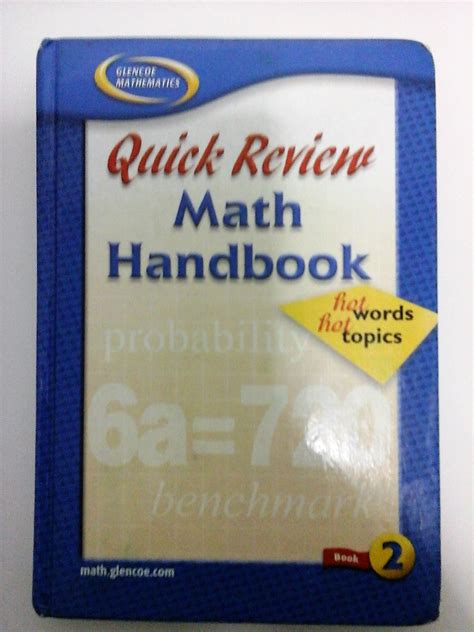 GLENCOE
MATHEMATICS
Quick Review
Math
Handbook
hot words
hot topics
probability
6a=720
benchmark
Book 2
math.glencoe.com